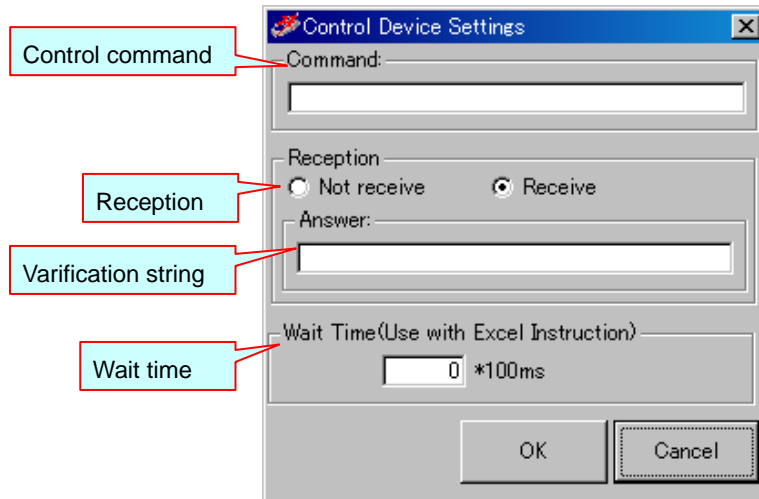 Control Device Settings
Control command
Command:
Reception
Reception
Not receive
Receive
Answer:
Varification string
Wait Time(Use with Excel Instruction)
Wait time
0 *100ms
OK
Cancel